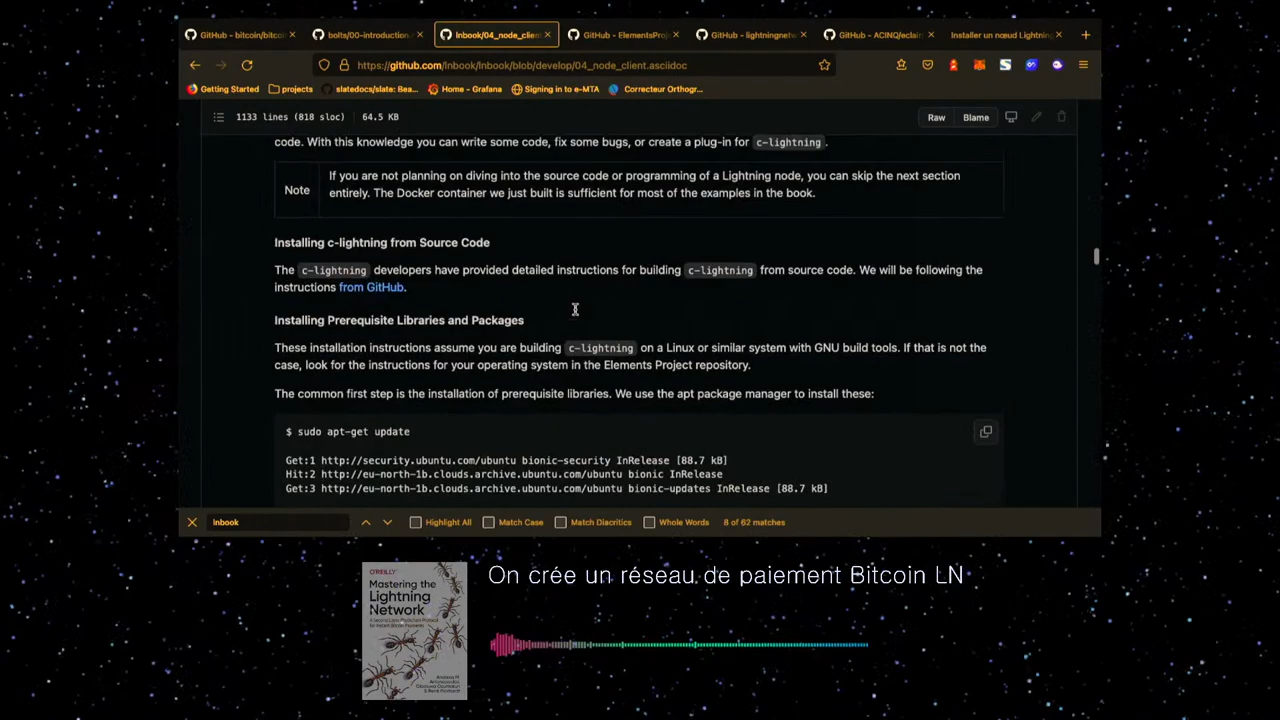 GitHub - bitcoin/bitcoi
bolts/00-introduction.
lnbook/04_node_clien
GitHub - ElementsProj
GitHub - lightningnetw
GitHub - ACINQ/eclair
Installer un nœud Lightning
https://github.com/lnbook/lnbook/blob/develop/04_node_client.asciidoc
Getting Started
projects
slatedocs/slate: Bea...
Home - Grafana
Signing in to e-MTA
Correcteur Orthogr...
1133 lines (818 sloc)
64.5 KB
Raw
Blame
code. With this knowledge you can write some code, fix some bugs, or create a plug-in for c-lightning.
Note
If you are not planning on diving into the source code or programming of a Lightning node, you can skip the next section
entirely. The Docker container we just built is sufficient for most of the examples in the book.
Installing c-lightning from Source Code
The c-lightning developers have provided detailed instructions for building c-lightning from source code. We will be following the
instructions from GitHub.
Installing Prerequisite Libraries and Packages
These installation instructions assume you are building c-lightning on a Linux or similar system with GNU build tools. If that is not the
case, look for the instructions for your operating system in the Elements Project repository.
The common first step is the installation of prerequisite libraries. We use the apt package manager to install these:
$ sudo apt-get update
Get:1 http://security.ubuntu.com/ubuntu bionic-security InRelease [88.7 kB]
Hit:2 http://eu-north-1b.clouds.archive.ubuntu.com/ubuntu bionic InRelease
Get:3 http://eu-north-1b.clouds.archive.ubuntu.com/ubuntu bionic-updates InRelease [88.7 kB]
lnbook
Highlight All
Match Case
Match Diacritics
Whole Words
8 of 62 matches
O'REILLY
Mastering the
Lightning
Network
On crée un réseau de paiement Bitcoin LN